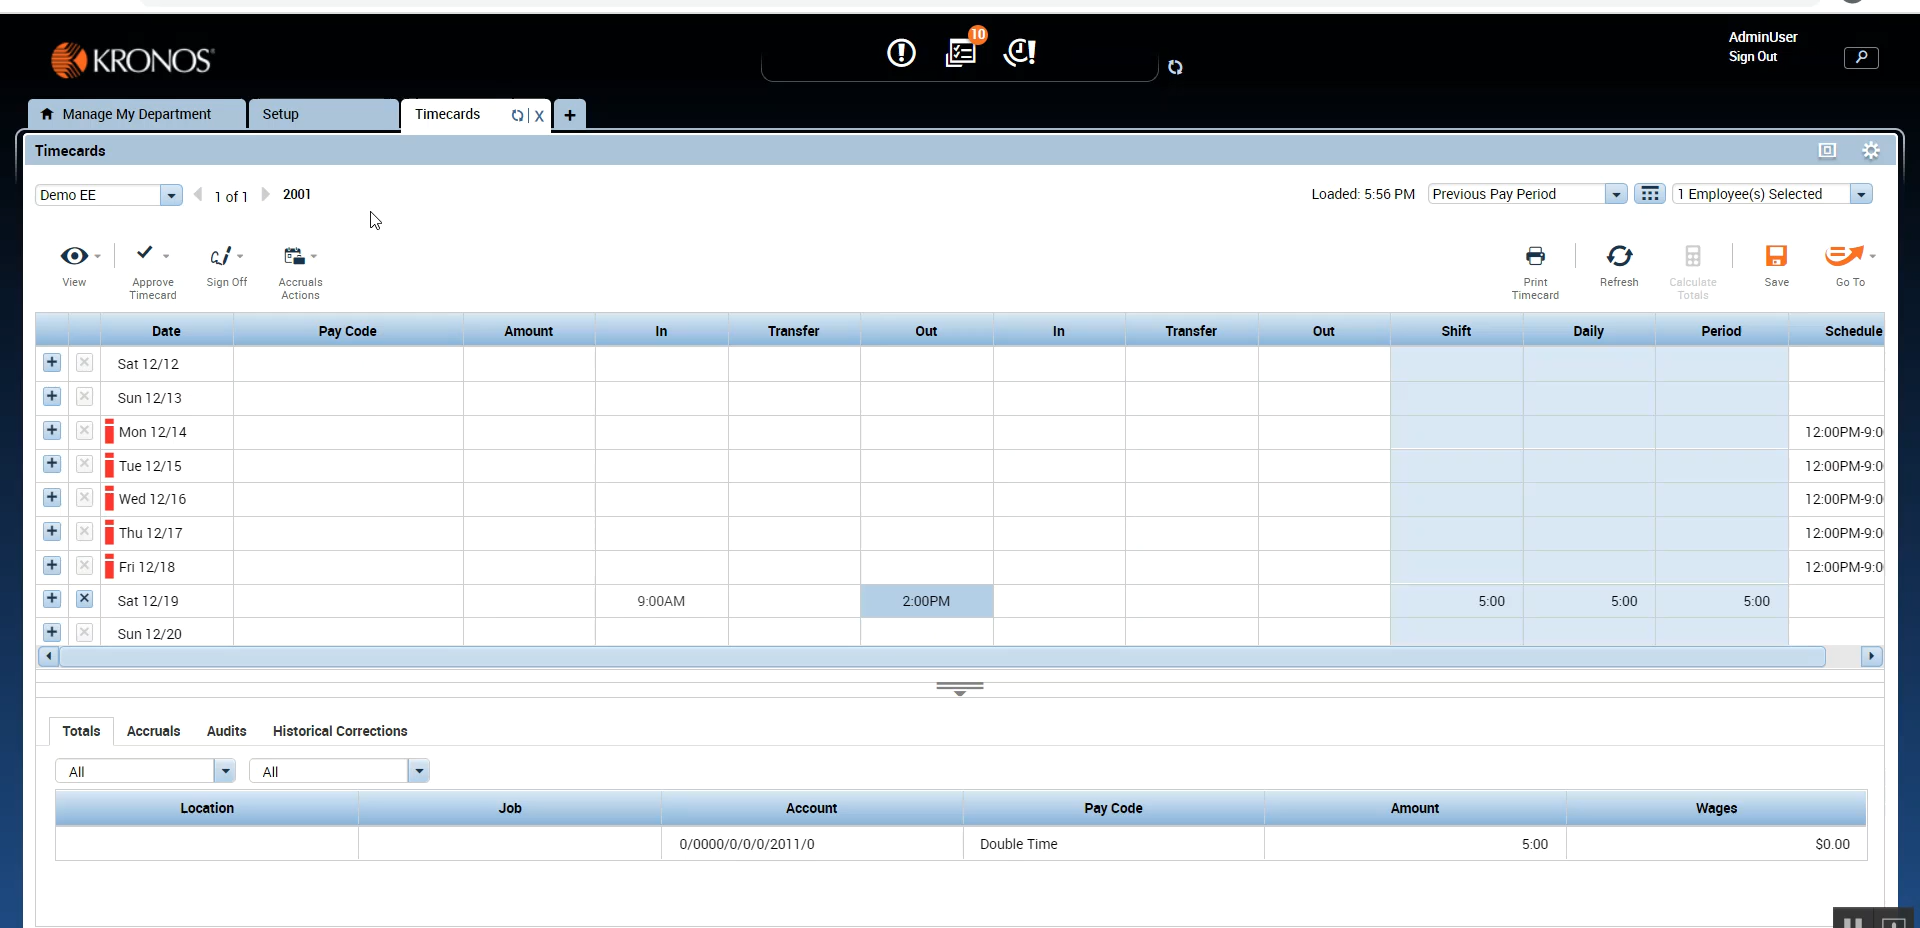 KRONOS
10
AdminUser
Sign Out
Manage My Department
Setup
Timecards
X
+
Timecards
Demo EE
1 of 1
2001
Loaded: 5:56 PM
Previous Pay Period
1 Employee(s) Selected
View
Approve Timecard
Sign Off
Accruals Actions
Print Timecard
Refresh
Calculate Totals
Save
Go To
Date Pay Code Amount In Transfer Out In Transfer Out Shift Daily Period Schedule
Sat 12/12
Sun 12/13
Mon 12/14 12:00PM-9:0
Tue 12/15 12:00PM-9:0
Wed 12/16 12:00PM-9:0
Thu 12/17 12:00PM-9:0
Fri 12/18 12:00PM-9:0
Sat 12/19 9:00AM 2:00PM 5:00 5:00 5:00
Sun 12/20
Totals Accruals Audits Historical Corrections
All All
Location Job Account Pay Code Amount Wages
0/0000/0/0/0/2011/0 Double Time 5:00 $0.00